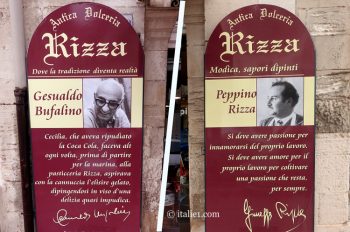 Antica Dolceria
Rizza
Dove la tradizione diventa realtà
Gesualdo
Bufalino
Cecilia, che aveva ripudiato
la Coca Cola, faceva alt
ogni volta, prima di partire
per la marina, alla
pasticceria Rizza, aspirava
con la cannuccia l'elisire gelato,
dipingendosi in viso d'una
delizia quasi impudica.
Antica Dolceria
Rizza
Modica, sapori dipinti
Peppino
Rizza
Si deve avere passione per
innamorarsi del proprio lavoro.
Si deve avere amore per il
proprio lavoro per coltivare
una passione che resta,
per sempre.
Giuseppe Rizza
© italie1.com